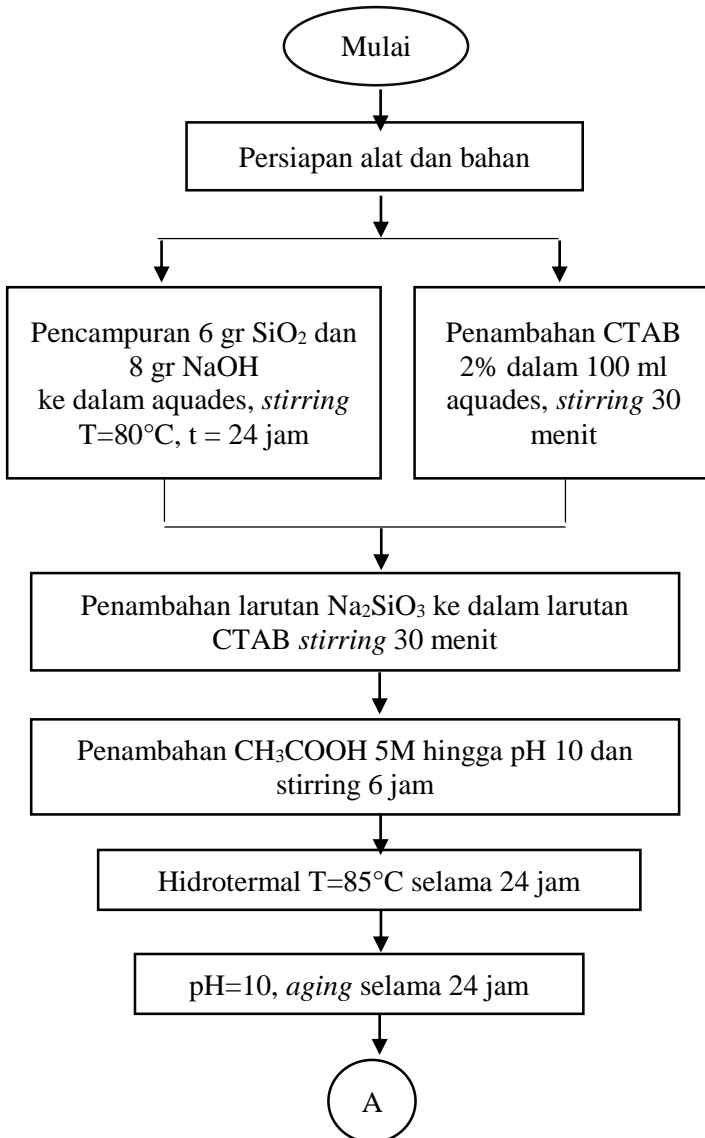 Mulai
Persiapan alat dan bahan
Pencampuran 6 gr SiO₂ dan
8 gr NaOH
ke dalam aquades, stirring
T=80°C, t = 24 jam
Penambahan CTAB
2% dalam 100 ml
aquades, stirring 30
menit
Penambahan larutan Na₂SiO₃ ke dalam larutan
CTAB stirring 30 menit
Penambahan CH₃COOH 5M hingga pH 10 dan
stirring 6 jam
Hidrotermal T=85°C selama 24 jam
pH=10, aging selama 24 jam
A